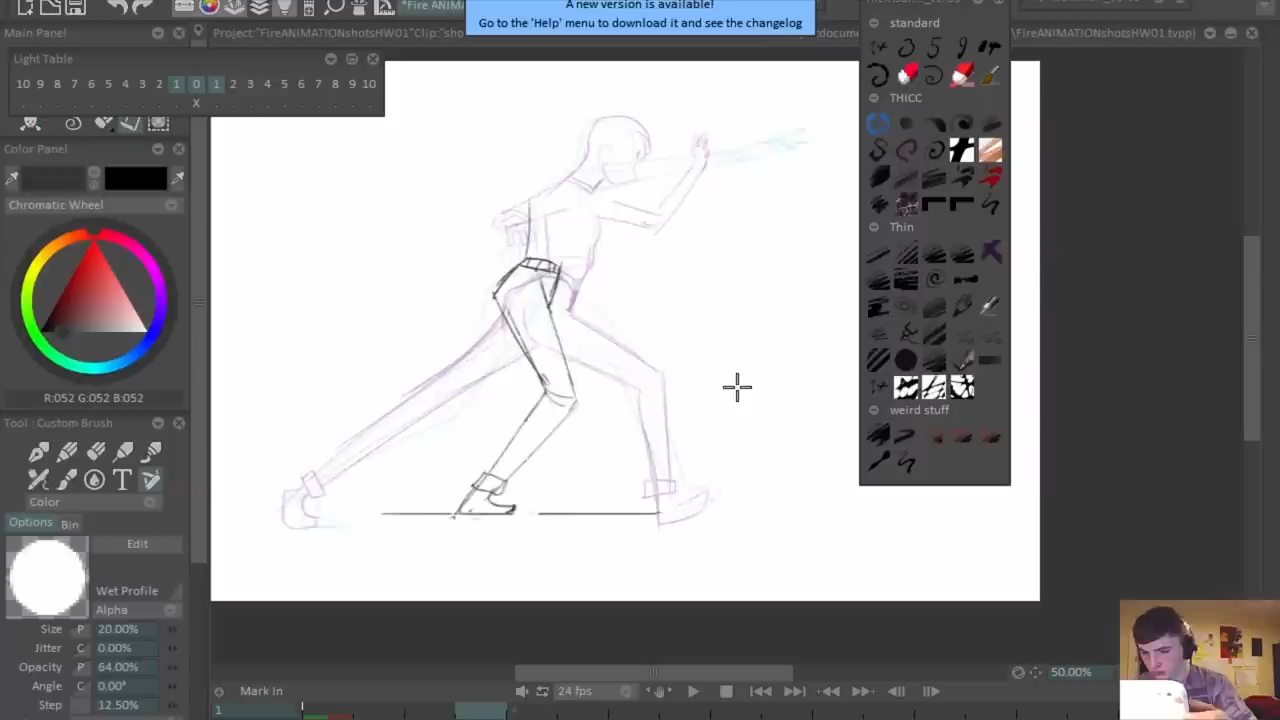 A new version is available!
Go to the 'Help' menu to download it and see the changelog
*"Fire ANIMA
Main Panel
Project:"FireANIMATIONshotsHW01"Clip:"sho
\FireANIMATIONshotsHW01.tvpp)
standard
Light Table
10 9 8 7 6 5 4 3 2 1 0 1 2 3 4 5 6 7 8 9 10
X
THICC
Color Panel
Chromatic Wheel
Thin
R:052 G:052 B:052
weird stuff
Tool : Custom Brush
Color
Options Bin
Edit
Wet Profile
Alpha
Size P 20.00%
Jitter C 0.00%
Opacity P 64.00%
Angle C 0.00°
Step 12.50%
50.00%
Mark In
24 fps
1